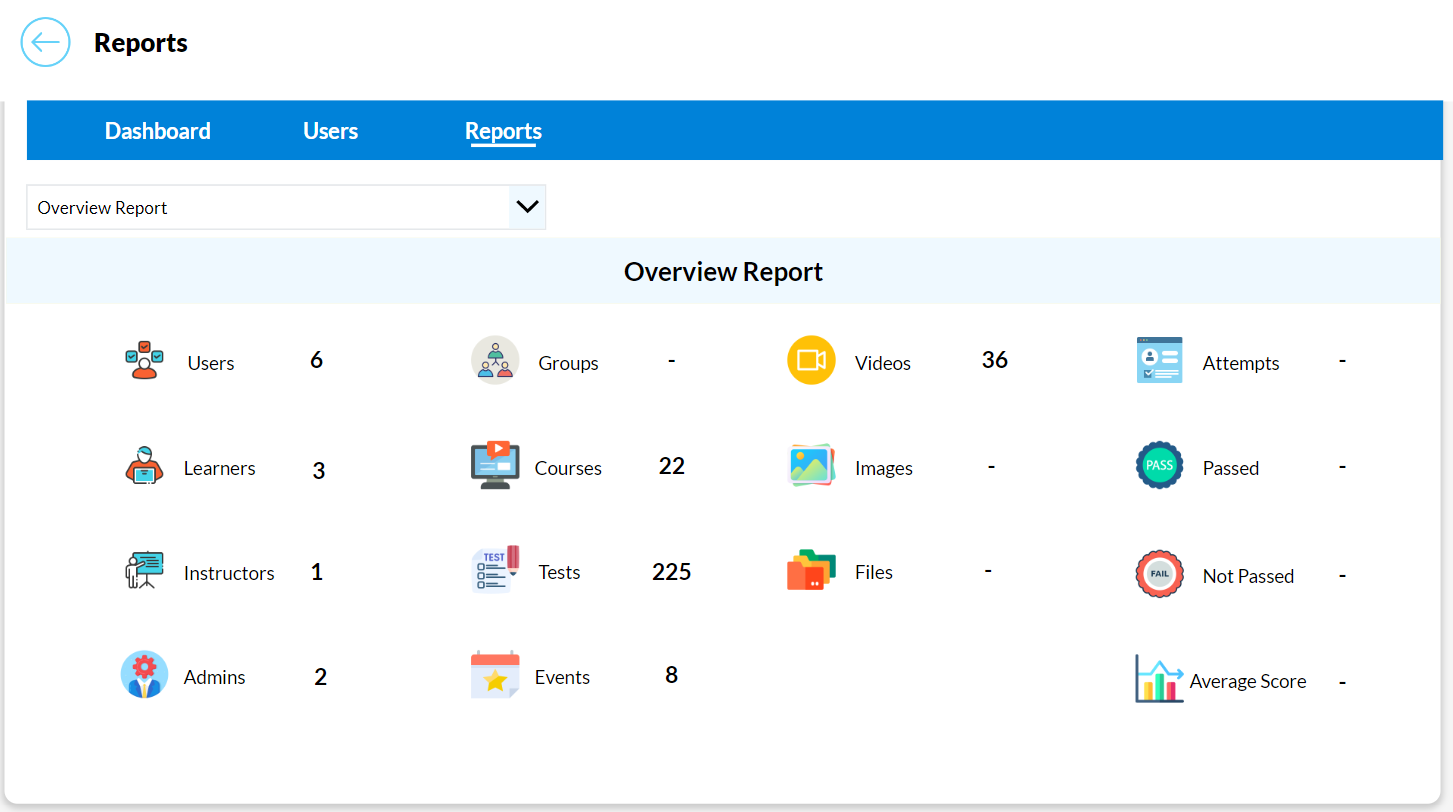 Reports
Dashboard Users Reports
Overview Report
Overview Report
Users 6 Groups - Videos 36 Attempts -
Learners 3 Courses 22 Images - PASS Passed -
Instructors 1 TEST Tests 225 Files - FAIL Not Passed -
Admins 2 Events 8 Average Score -